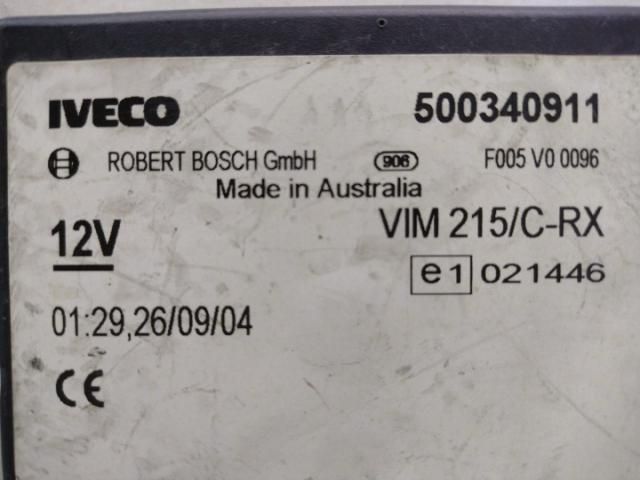 IVECO 500340911
ROBERT BOSCH GmbH 906 F005 V0 0096
Made in Australia
12V VIM 215/C-RX
e1 021446
01:29,26/09/04
CE